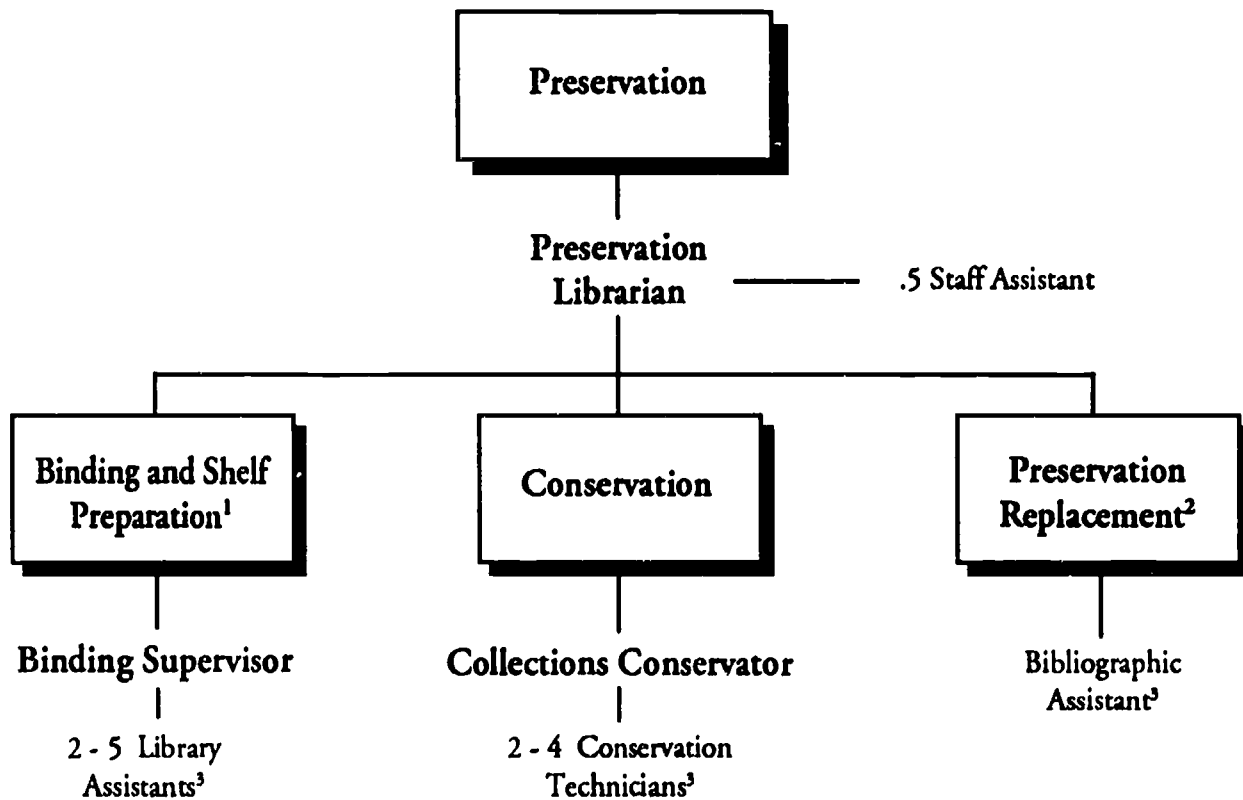 Preservation
Preservation
Librarian
.5 Staff Assistant
Binding and Shelf
Preparation¹
Conservation
Preservation
Replacement²
Binding Supervisor
Collections Conservator
Bibliographic
Assistant³
2 - 5 Library
Assistants³
2 - 4 Conservation
Technicians³